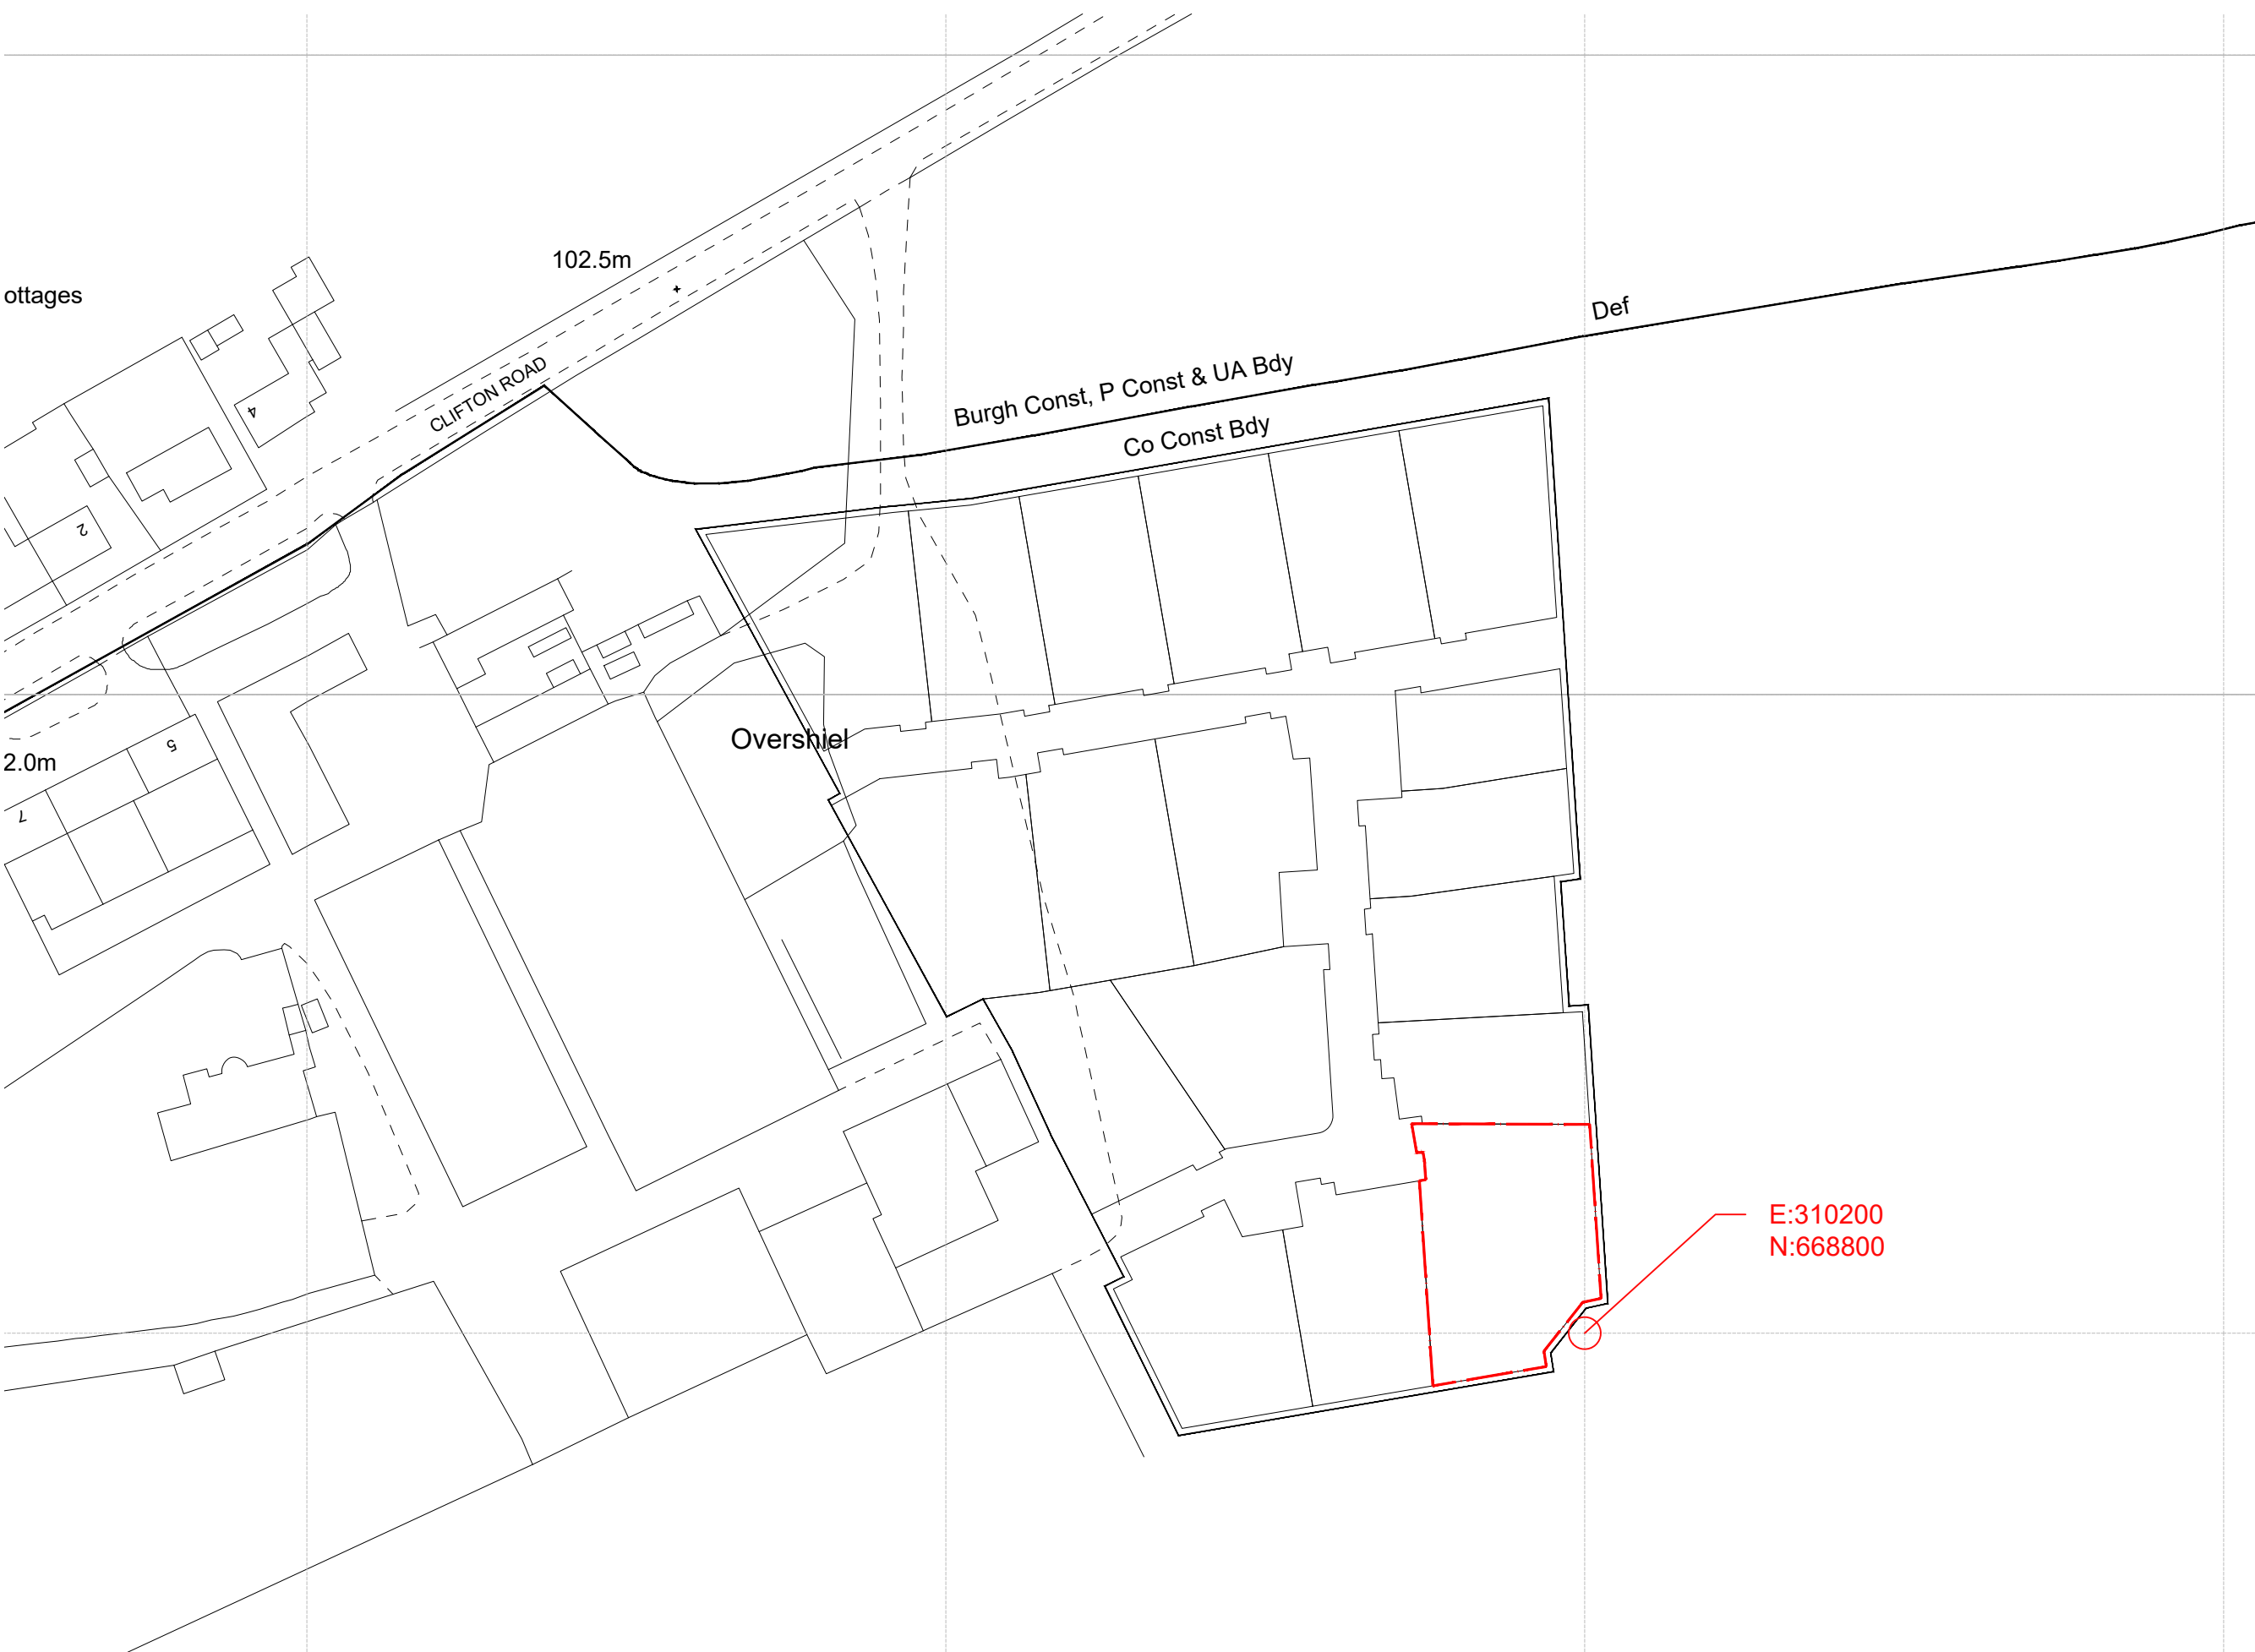 102.5m
ottages
Def
CLIFTON ROAD
Burgh Const, P Const & UA Bdy
Co Const Bdy
4
2
Overshiel
5
2.0m
7
E:310200
N:668800